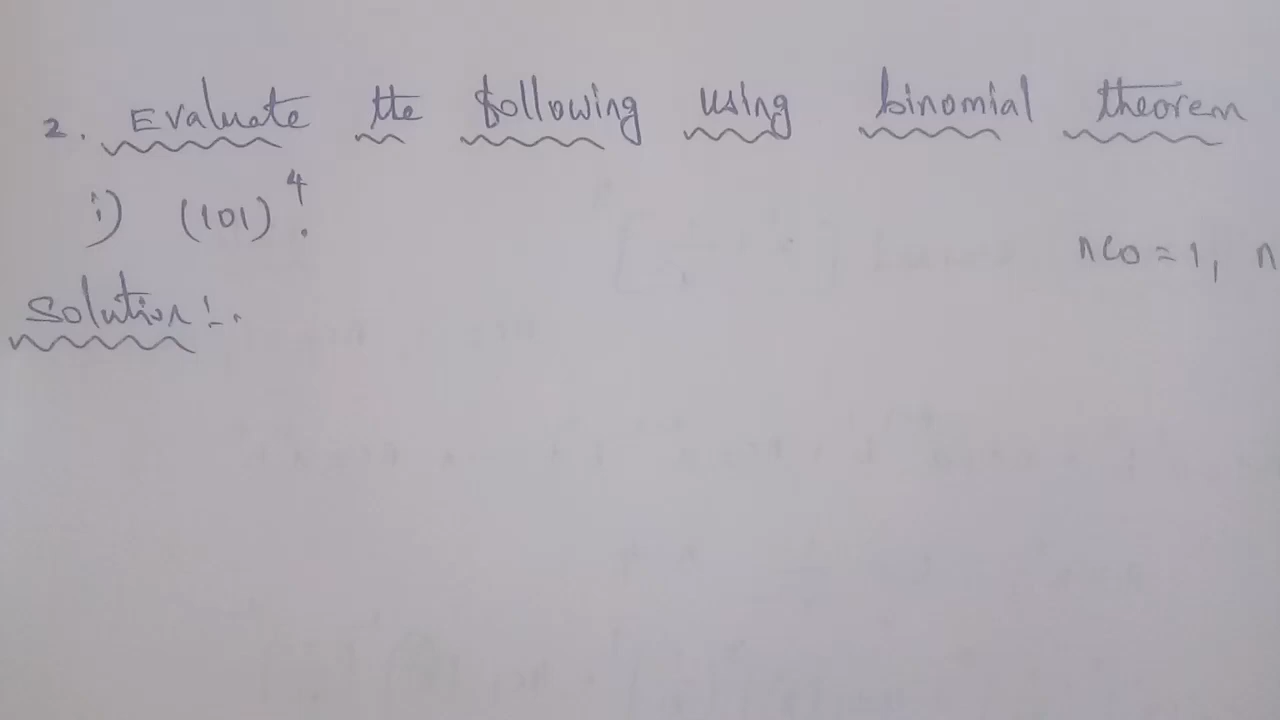 2. Evaluate the following using binomial theorem
i) (101)⁴.
nC0 = 1, n
Solution:-